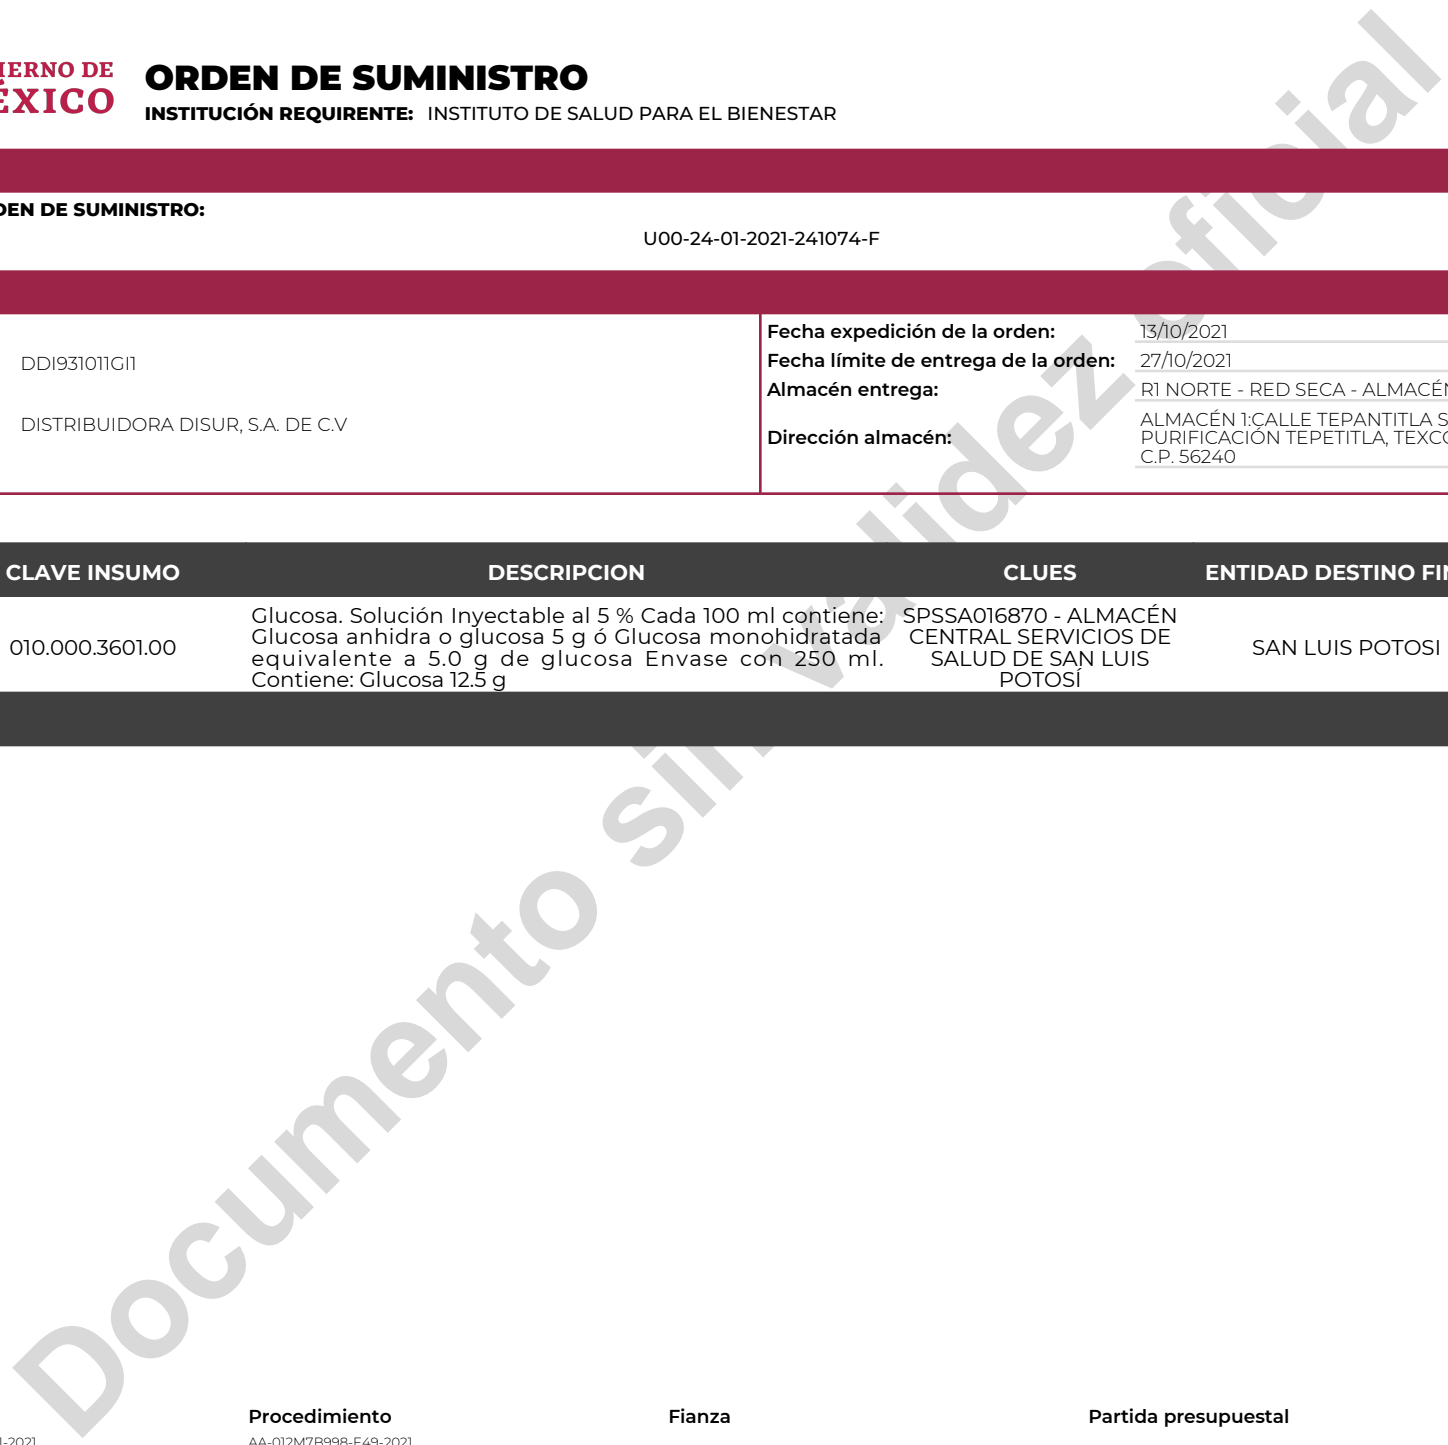 ORDEN DE SUMINISTRO
INSTITUCIÓN REQUIRENTE: INSTITUTO DE SALUD PARA EL BIENESTAR
DE SUMINISTRO:
U00-24-01-2021-241074-F
DDI931011GI1
DISTRIBUIDORA DISUR, S.A. DE C.V
Fecha expedición de la orden: 13/10/2021
Fecha límite de entrega de la orden: 27/10/2021
Almacén entrega: R1 NORTE - RED SECA - ALMACÉN
Dirección almacén:
ALMACÉN 1:CALLE TEPANTITLA
PURIFICACIÓN TEPETITLA,
C.P. 56240
CLAVE INSUMO DESCRIPCION CLUES ENTIDAD DESTINO
010.000.3601.00
Glucosa. Solución Inyectable al 5 % Cada 100 ml contiene:
Glucosa anhidra o glucosa 5 g ó Glucosa monohidratada
equivalente a 5.0 g de glucosa Envase con 250 ml.
Contiene: Glucosa 12.5 g
SPSSA016870 - ALMACÉN
CENTRAL SERVICIOS DE
SALUD DE SAN LUIS
POTOSÍ
SAN LUIS POTOSI
Documento sin validez oficial
Procedimiento Fianza Partida presupuestal
AA-012M7B998-E49-2021